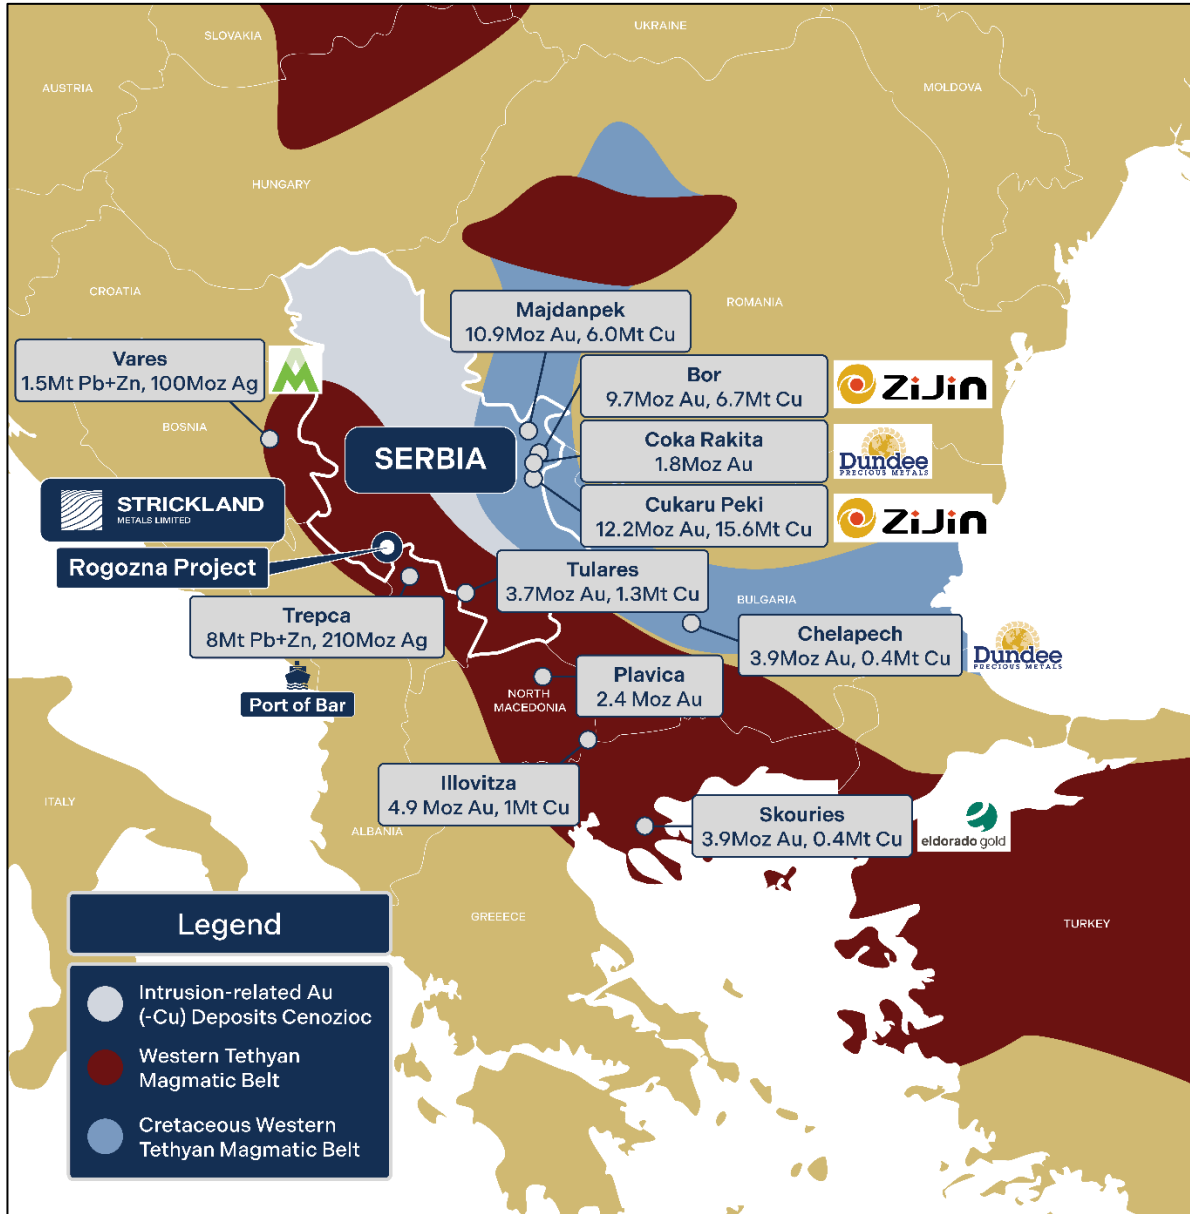 SLOVAKIA
UKRAINE
AUSTRIA
MOLDOVA
HUNGARY
CROATIA
ROMANIA
Majdanpek
10.9Moz Au, 6.0Mt Cu
Vares
1.5Mt Pb+Zn, 100Moz Ag
Bor
9.7Moz Au, 6.7Mt Cu
ZiJin
BOSNIA
SERBIA
Coka Rakita
1.8Moz Au
Dundee
PRECIOUS METALS
STRICKLAND
METALS LIMITED
Cukaru Peki
12.2Moz Au, 15.6Mt Cu
ZiJin
Rogozna Project
Tulares
3.7Moz Au, 1.3Mt Cu
BULGARIA
Trepca
8Mt Pb+Zn, 210Moz Ag
Chelapech
3.9Moz Au, 0.4Mt Cu
Dundee
PRECIOUS METALS
Port of Bar
NORTH
MACEDONIA
Plavica
2.4 Moz Au
Illovitza
4.9 Moz Au, 1Mt Cu
ITALY
ALBANIA
Skouries
3.9Moz Au, 0.4Mt Cu
eldorado gold
GREEECE
TURKEY
Legend
Intrusion-related Au
(-Cu) Deposits Cenozioc
Western Tethyan
Magmatic Belt
Cretaceous Western
Tethyan Magmatic Belt